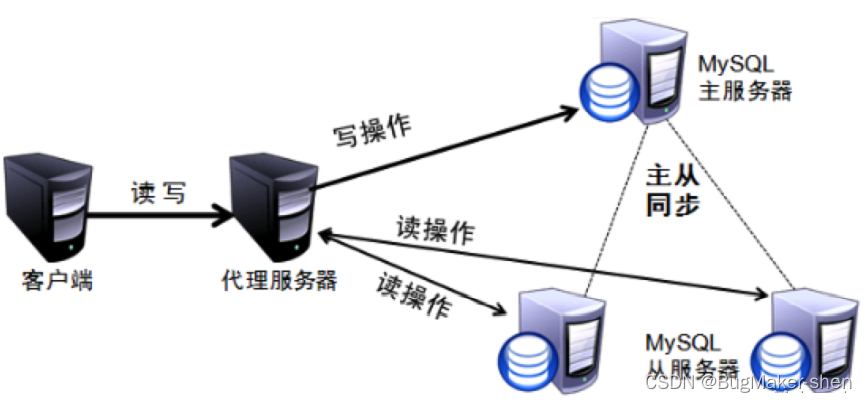 MySQL
主服务器
写操作
读写
主从
同步
读操作
客户端
代理服务器
读操作
MySQL
从服务器
CSDN @BugMaker-shen